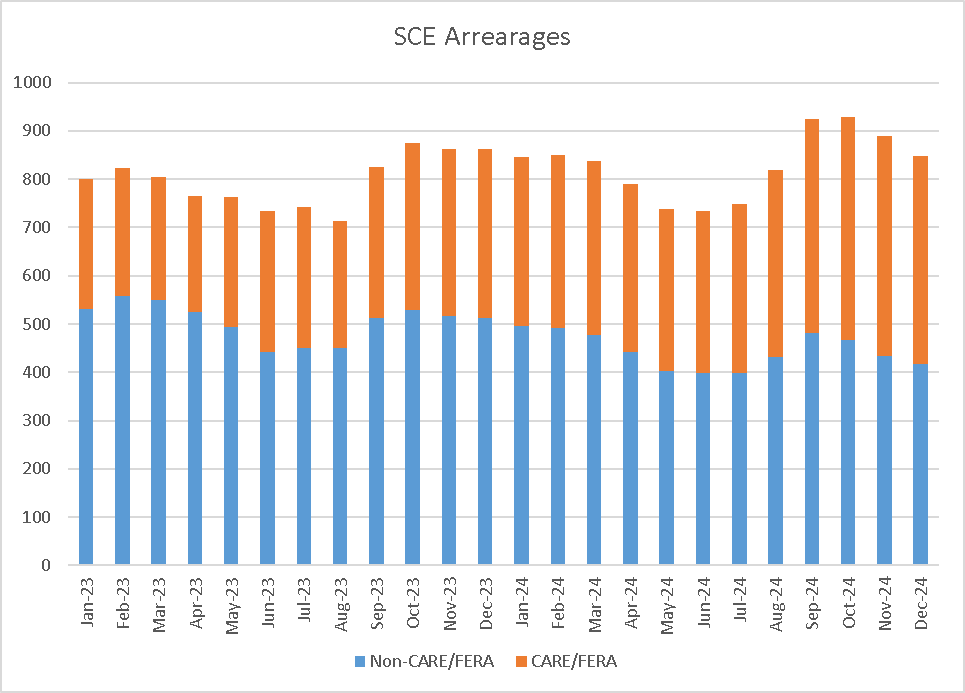 SCE Arrearages
1000
900
800
700
600
500
400
300
200
100
0
Jan-23
Feb-23
Mar-23
Apr-23
May-23
Jun-23
Jul-23
Aug-23
Sep-23
Oct-23
Nov-23
Dec-23
Jan-24
Feb-24
Mar-24
Apr-24
May-24
Jun-24
Jul-24
Aug-24
Sep-24
Oct-24
Nov-24
Dec-24
Non-CARE/FERA
CARE/FERA